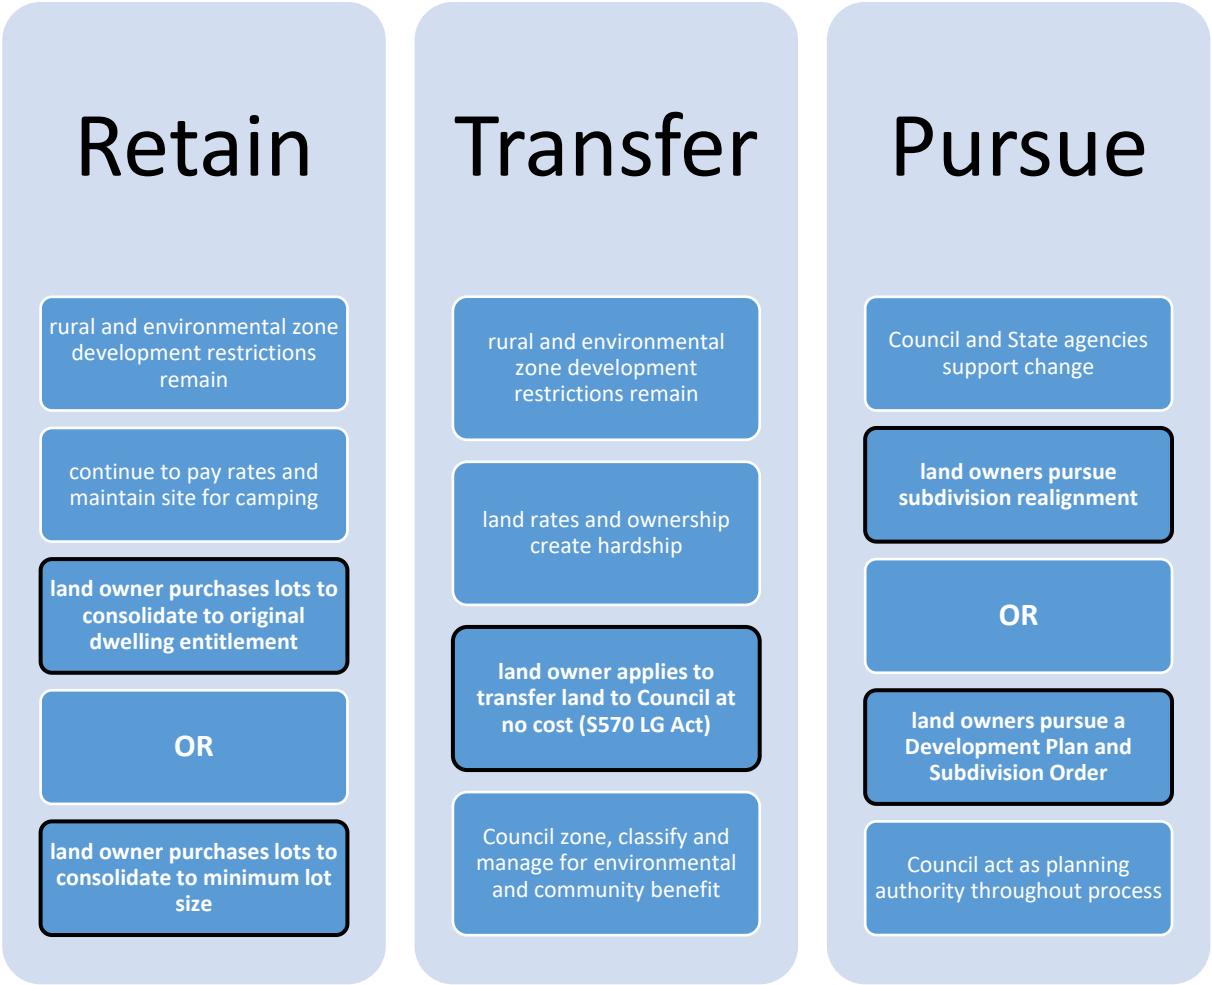 Retain
rural and environmental zone
development restrictions
remain
continue to pay rates and
maintain site for camping
land owner purchases lots to
consolidate to original
dwelling entitlement
OR
land owner purchases lots to
consolidate to minimum lot
size
Transfer
rural and environmental
zone development
restrictions remain
land rates and ownership
create hardship
land owner applies to
transfer land to Council at
no cost (S570 LG Act)
Council zone, classify and
manage for environmental
and community benefit
Pursue
Council and State agencies
support change
land owners pursue
subdivision realignment
OR
land owners pursue a
Development Plan and
Subdivision Order
Council act as planning
authority throughout process